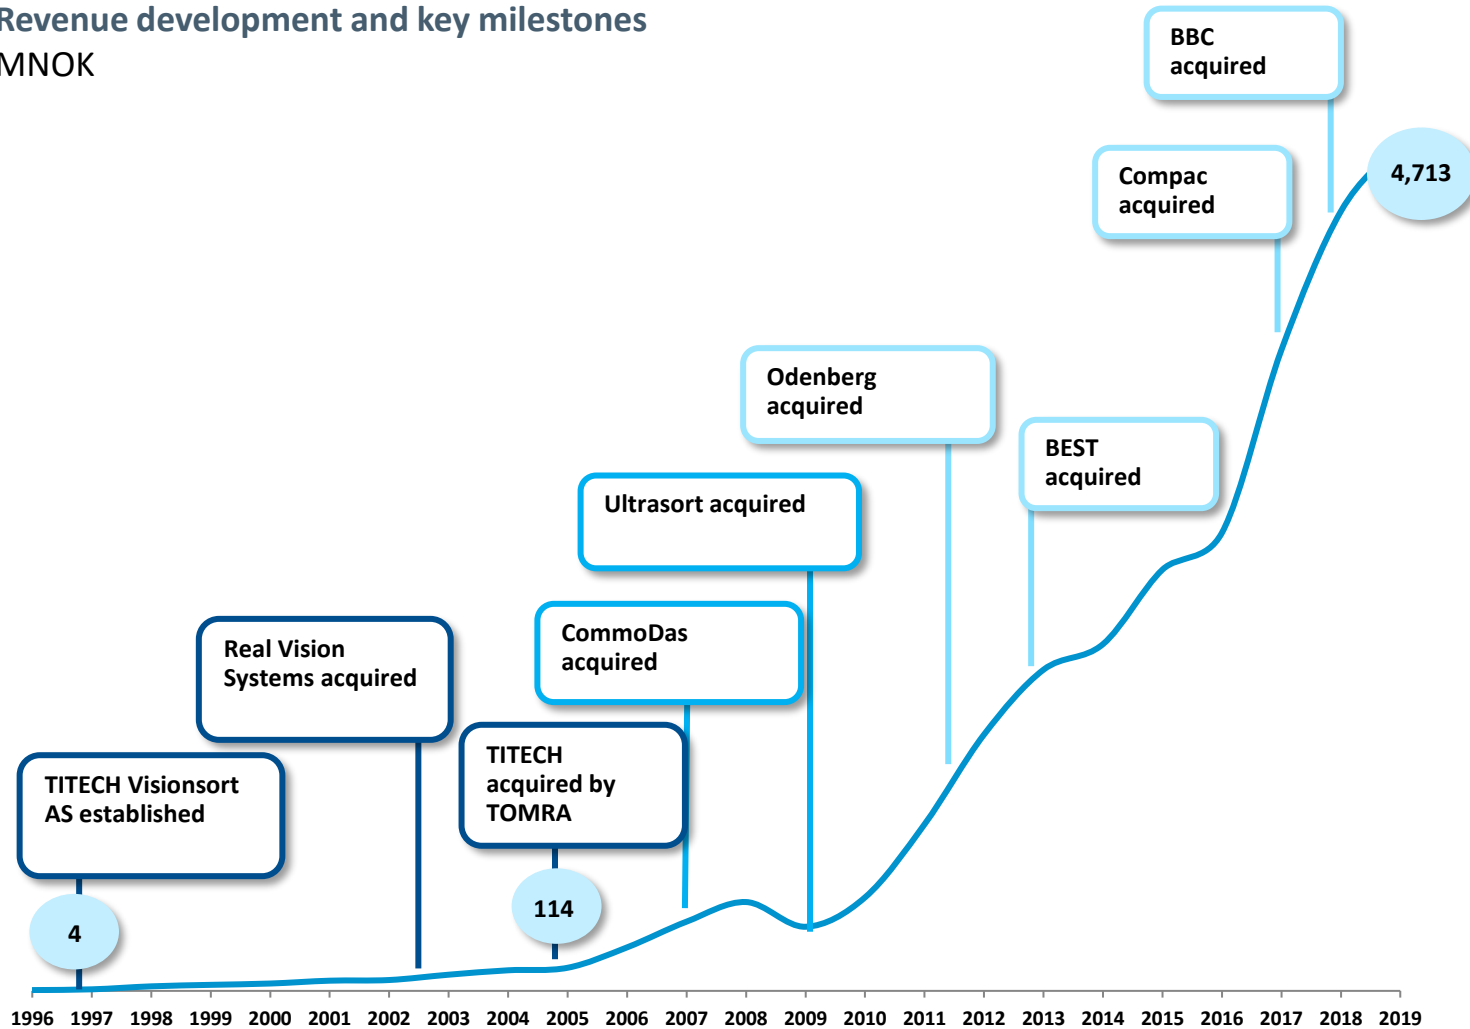 Revenue development and key milestones
MNOK
BBC
acquired
4,713
Compac
acquired
Odenberg
acquired
BEST
acquired
Ultrasort acquired
CommoDas
acquired
Real Vision
Systems acquired
TITECH
acquired by
TOMRA
TITECH Visionsort
AS established
114
4
1996 1997 1998 1999 2000 2001 2002 2003 2004 2005 2006 2007 2008 2009 2010 2011 2012 2013 2014 2015 2016 2017 2018 2019